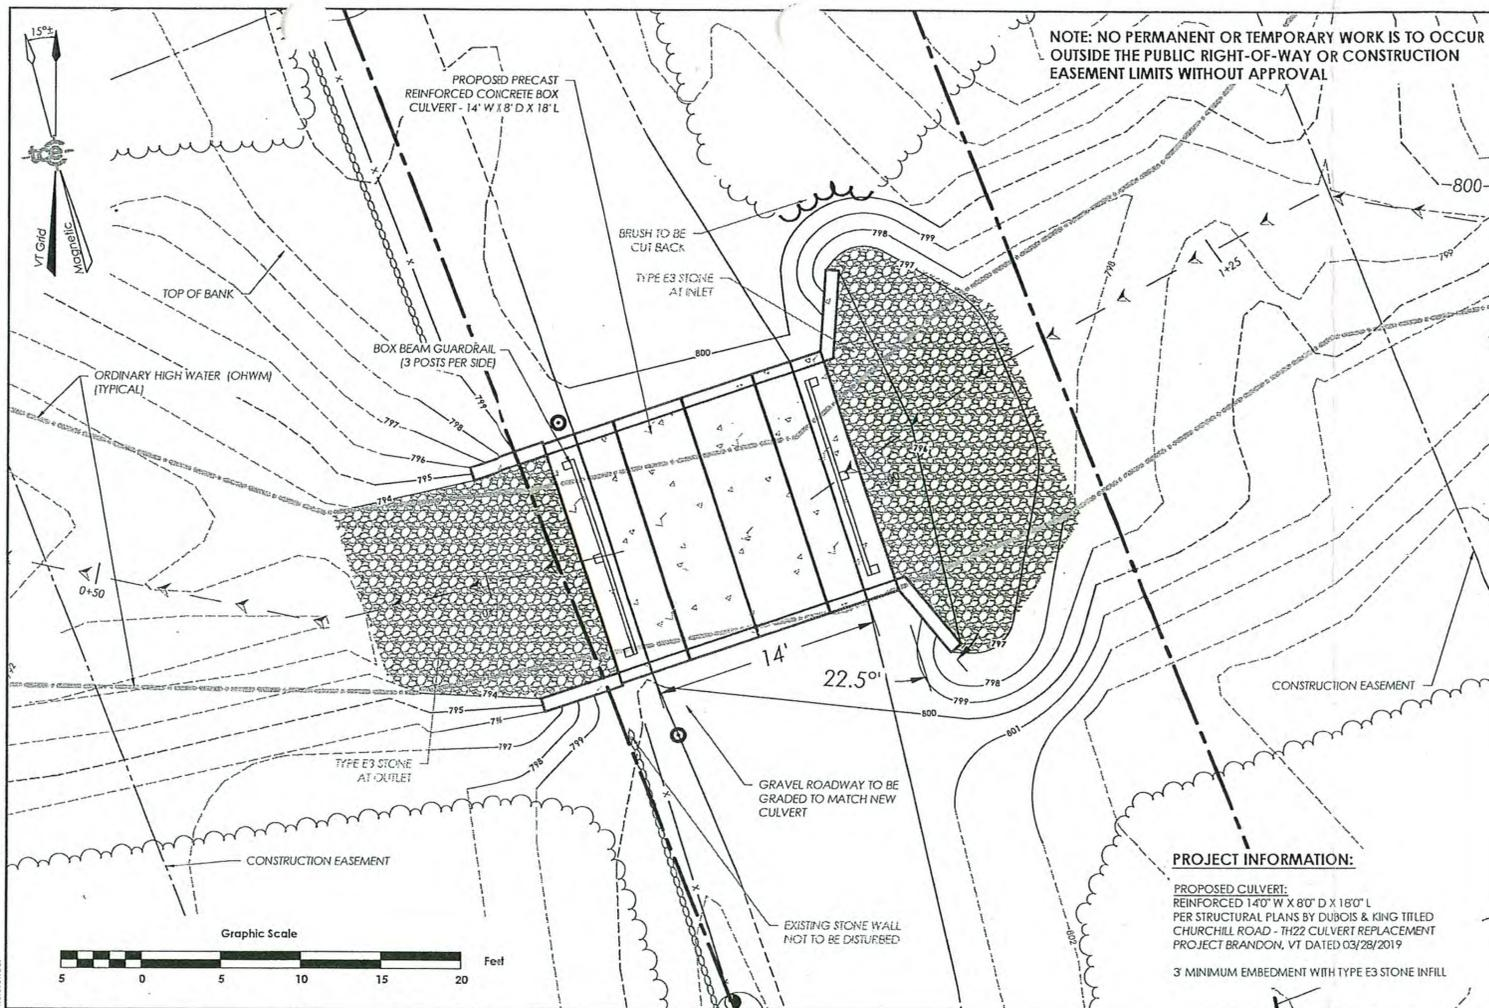 NOTE: NO PERMANENT OR TEMPORARY WORK IS TO OCCUR
OUTSIDE THE PUBLIC RIGHT-OF-WAY OR CONSTRUCTION
EASEMENT LIMITS WITHOUT APPROVAL
15°±
VT Grid
Magnetic
PROPOSED PRECAST
REINFORCED CONCRETE BOX
CULVERT - 14' W X 8' D X 18' L
BRUSH TO BE
CUT BACK
TYPE E3 STONE
AT INLET
TOP OF BANK
BOX BEAM GUARDRAIL
(3 POSTS PER SIDE)
ORDINARY HIGH WATER (OHWM)
(TYPICAL)
800
799
798
797
798
1+25
799
800
799
798
797
796
795
794
796
0+50
14'
22.5°
797
798
799
800
801
802
794
795
797
798
799
CONSTRUCTION EASEMENT
TYPE E3 STONE
AT OUTLET
GRAVEL ROADWAY TO BE
GRADED TO MATCH NEW
CULVERT
CONSTRUCTION EASEMENT
EXISTING STONE WALL
NOT TO BE DISTURBED
PROJECT INFORMATION:
PROPOSED CULVERT:
REINFORCED 14'0" W X 8'0" D X 18'0" L
PER STRUCTURAL PLANS BY DUBOIS & KING TITLED
CHURCHILL ROAD - TH22 CULVERT REPLACEMENT
PROJECT BRANDON, VT DATED 03/28/2019
3' MINIMUM EMBEDMENT WITH TYPE E3 STONE INFILL
Graphic Scale
5 0 5 10 15 20
Feet